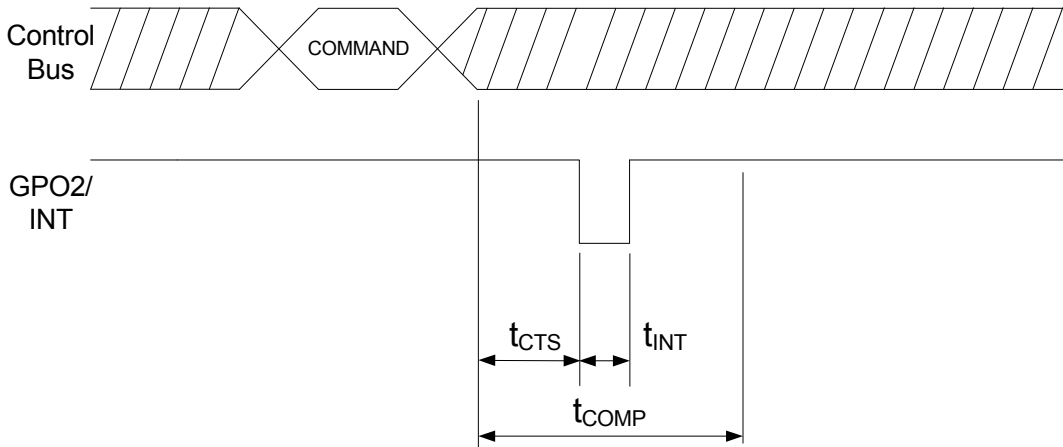 Control
Bus
COMMAND
GPO2/
INT
tCTS
tINT
tCOMP